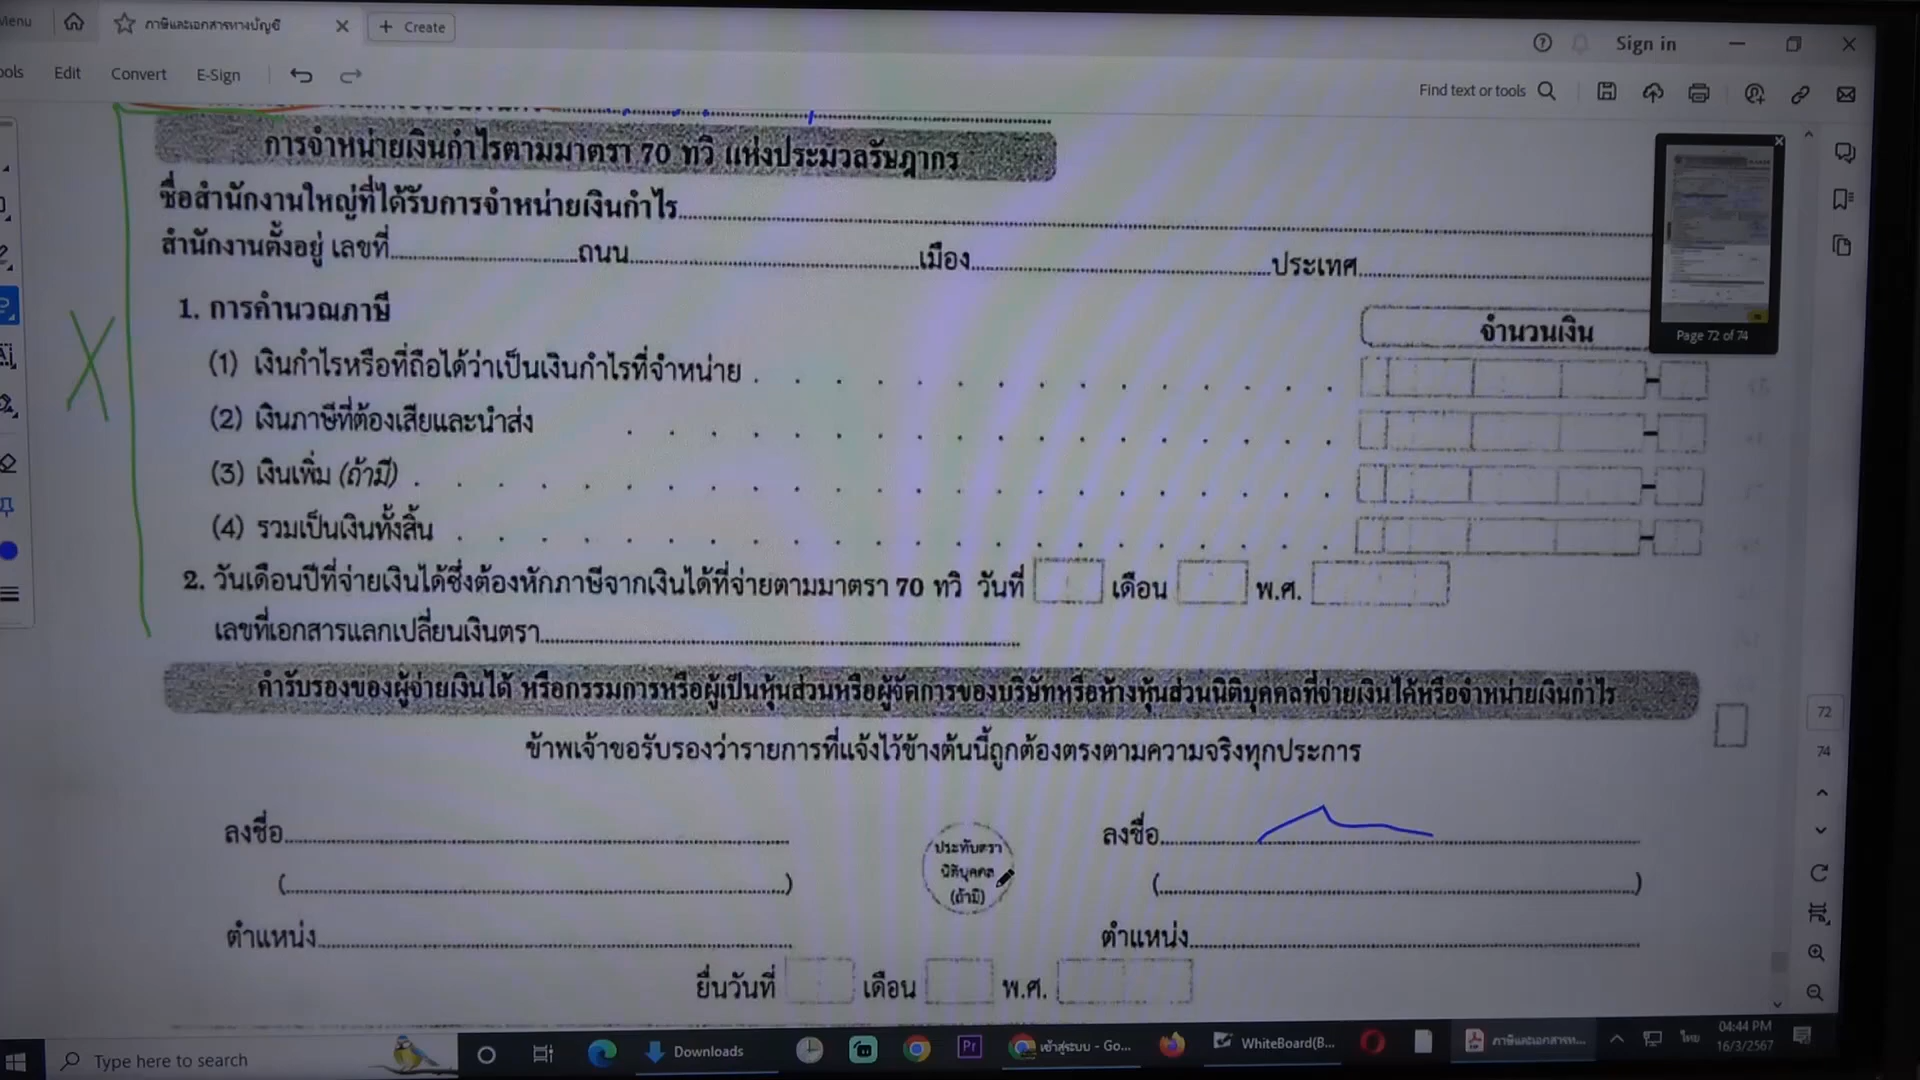 Menu
ภาษีและเอกสารทางบัญชี
Create
Sign in
Edit
Convert
E-Sign
Find text or tools
การจำหน่ายเงินกำไรตามมาตรา 70 ทวิ แห่งประมวลรัษฎากร
ชื่อสำนักงานใหญ่ที่ได้รับการจำหน่ายเงินกำไร
สำนักงานตั้งอยู่ เลขที่ ถนน เมือง ประเทศ
Page 72 of 74
1. การคำนวณภาษี
จำนวนเงิน
(1) เงินกำไรหรือที่ถือได้ว่าเป็นเงินกำไรที่จำหน่าย
(2) เงินภาษีที่ต้องเสียและนำส่ง
(3) เงินเพิ่ม (ถ้ามี)
(4) รวมเป็นเงินทั้งสิ้น
2. วันเดือนปีที่จ่ายเงินได้ซึ่งต้องหักภาษีจากเงินได้ที่จ่ายตามมาตรา 70 ทวิ วันที่ เดือน พ.ศ.
เลขที่เอกสารแลกเปลี่ยนเงินตรา
คำรับรองของผู้จ่ายเงินได้ หรือกรรมการหรือผู้เป็นหุ้นส่วนหรือผู้จัดการของบริษัทหรือห้างหุ้นส่วนนิติบุคคลที่จ่ายเงินได้หรือจำหน่ายเงินกำไร
72
74
ข้าพเจ้าขอรับรองว่ารายการที่แจ้งไว้ข้างต้นนี้ถูกต้องตรงตามความจริงทุกประการ
ลงชื่อ ลงชื่อ
ประทับตรา
นิติบุคคล
(ถ้ามี)
( ) ( )
ตำแหน่ง ตำแหน่ง
ยื่นวันที่ เดือน พ.ศ.
Type here to search
Downloads
Pr
เข้าสู่ระบบ - Go...
WhiteBoard(B...
ภาษีและเอกสารท...
ไทย
04:44 PM
16/3/2567